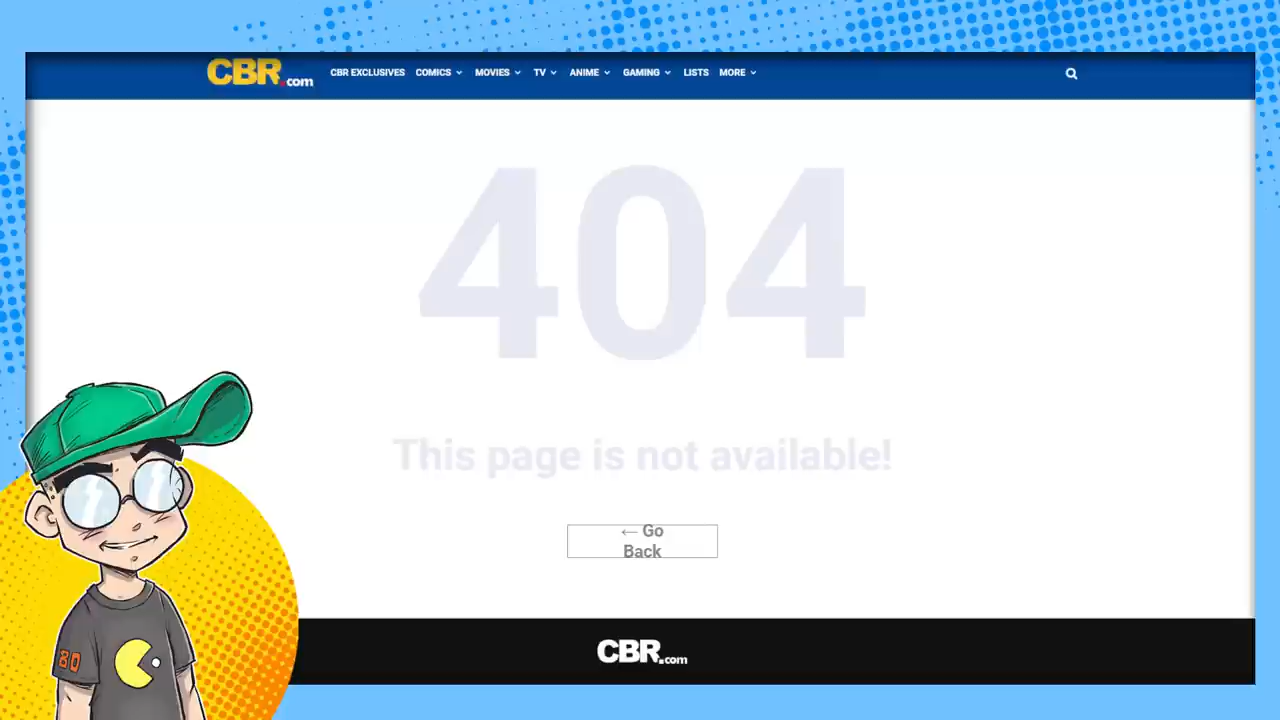 CBR.com CBR EXCLUSIVES COMICS MOVIES TV ANIME GAMING LISTS MORE
404
This page is not available!
← Go
Back
CBR.com
80